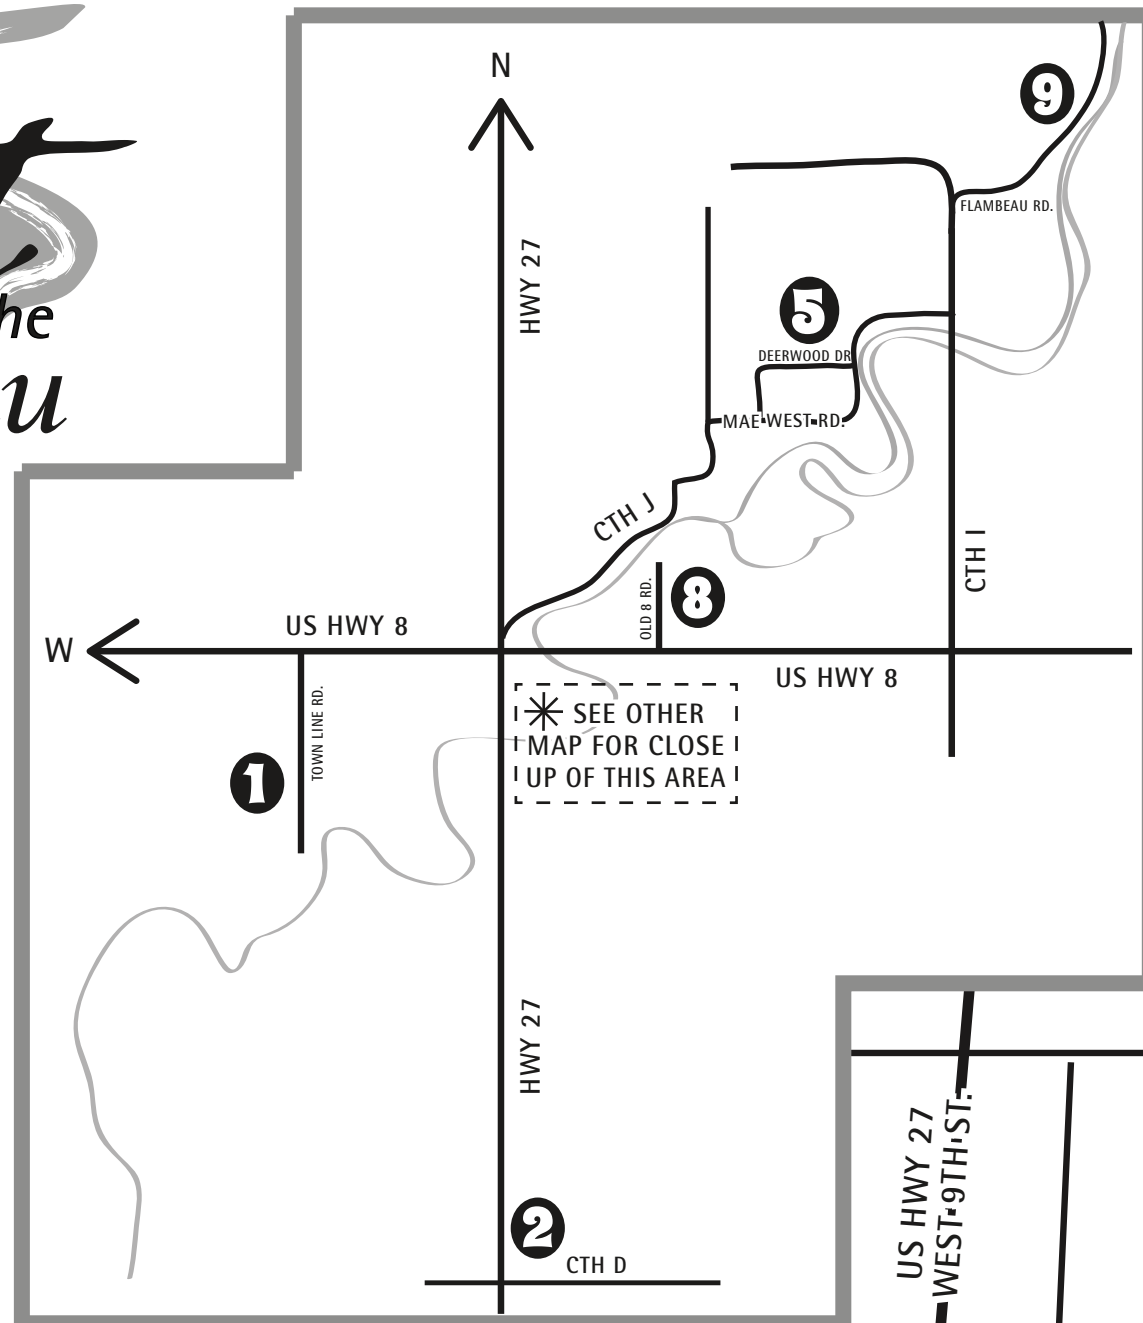 he
u
N
9
FLAMBEAU RD.
HWY 27
5
DEERWOOD DR
MAE WEST RD.
CTH J
CTH I
OLD 8 RD.
8
US HWY 8
W
US HWY 8
TOWN LINE RD.
1
SEE OTHER
MAP FOR CLOSE
UP OF THIS AREA
HWY 27
2
CTH D
US HWY 27
WEST 9TH ST.